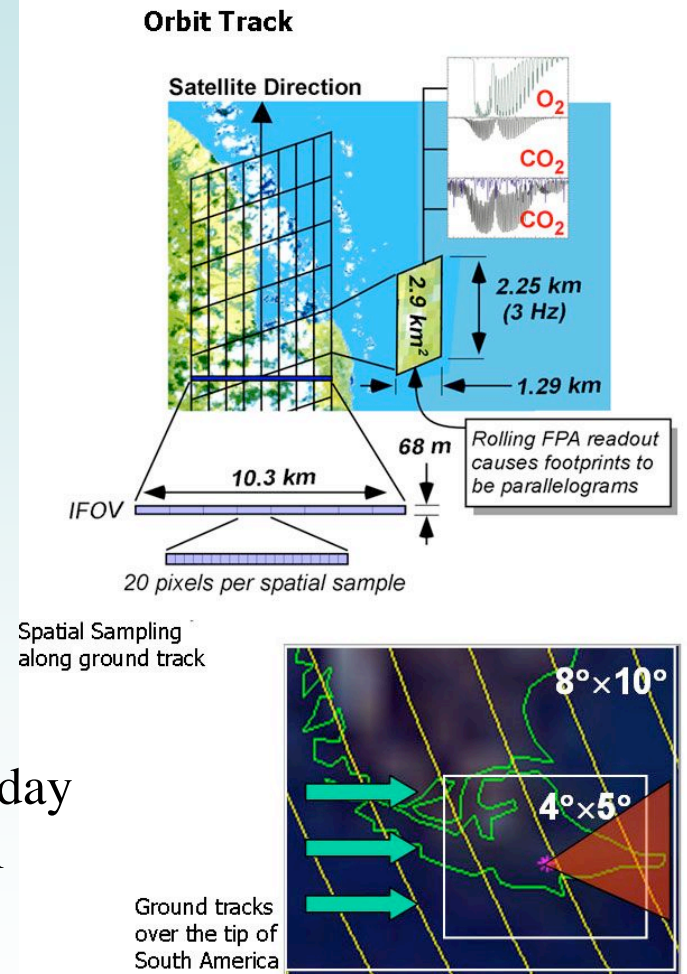 Orbit Track
Satellite Direction
O2
CO2
CO2
2.9 km2
2.25 km
(3 Hz)
1.29 km
68 m
Rolling FPA readout
causes footprints to
be parallelograms
10.3 km
IFOV
20 pixels per spatial sample
Spatial Sampling
along ground track
8°×10°
4°×5°
day
Ground tracks
over the tip of
South America